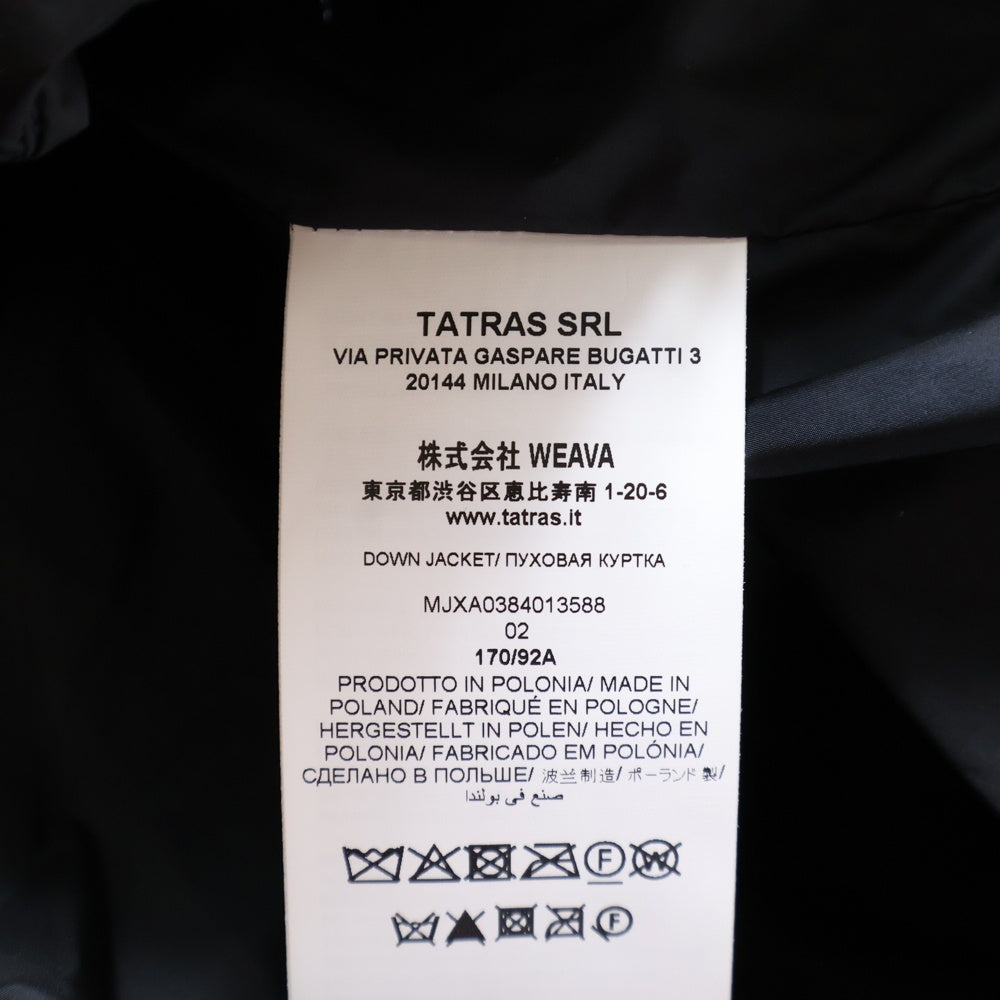 TATRAS SRL
VIA PRIVATA GASPARE BUGATTI 3
20144 MILANO ITALY
株式会社 WEAVA
東京都渋谷区恵比寿南 1-20-6
www.tatras.it
DOWN JACKET/ ПУХОВАЯ КУРТКА
MJXA0384013588
02
170/92A
PRODOTTO IN POLONIA/ MADE IN
POLAND/ FABRIQUÉ EN POLOGNE/
HERGESTELLT IN POLEN/ HECHO EN
POLONIA/ FABRICADO EM POLÓNIA/
СДЕЛАНО В ПОЛЬШЕ/ 波兰制造/ ポーランド 製/
صنع في بولندا
F W
F